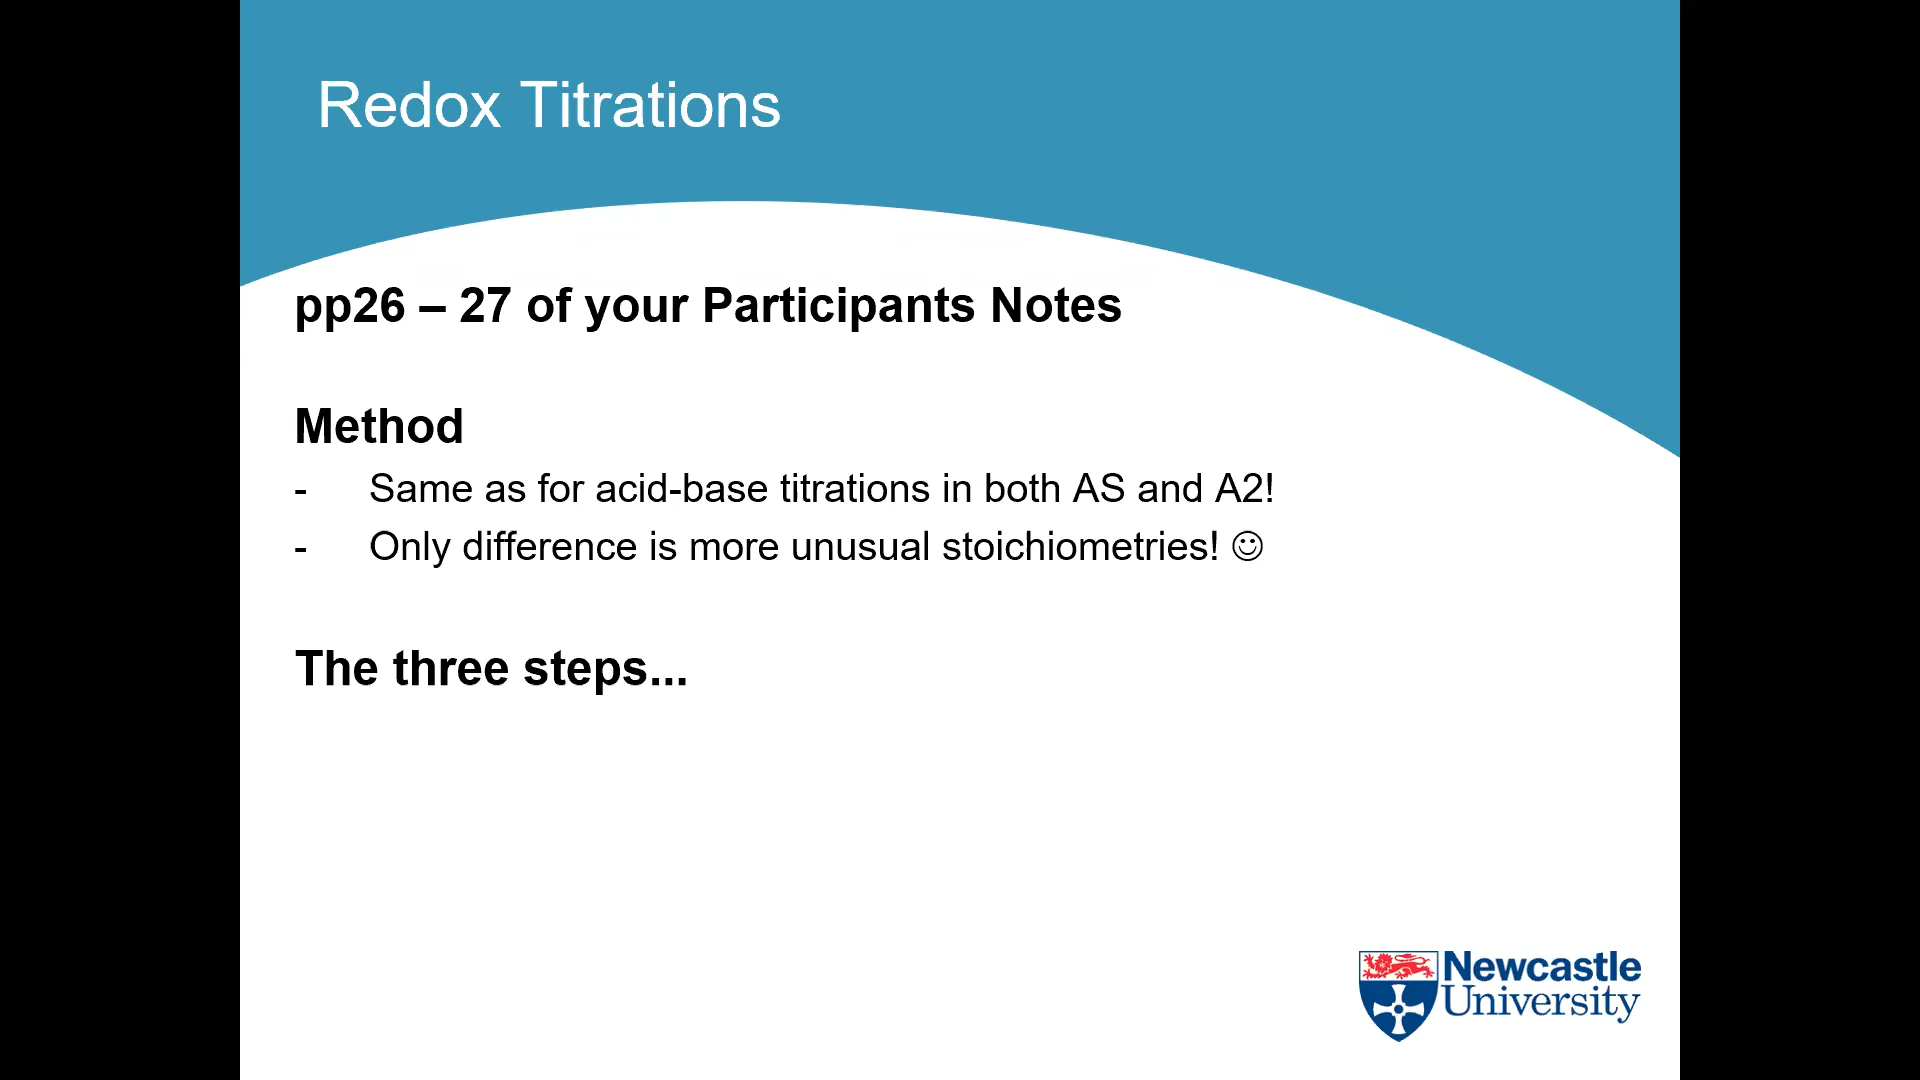 Redox Titrations
pp26 – 27 of your Participants Notes
Method
- Same as for acid-base titrations in both AS and A2!
- Only difference is more unusual stoichiometries! ☺
The three steps...
Newcastle
University